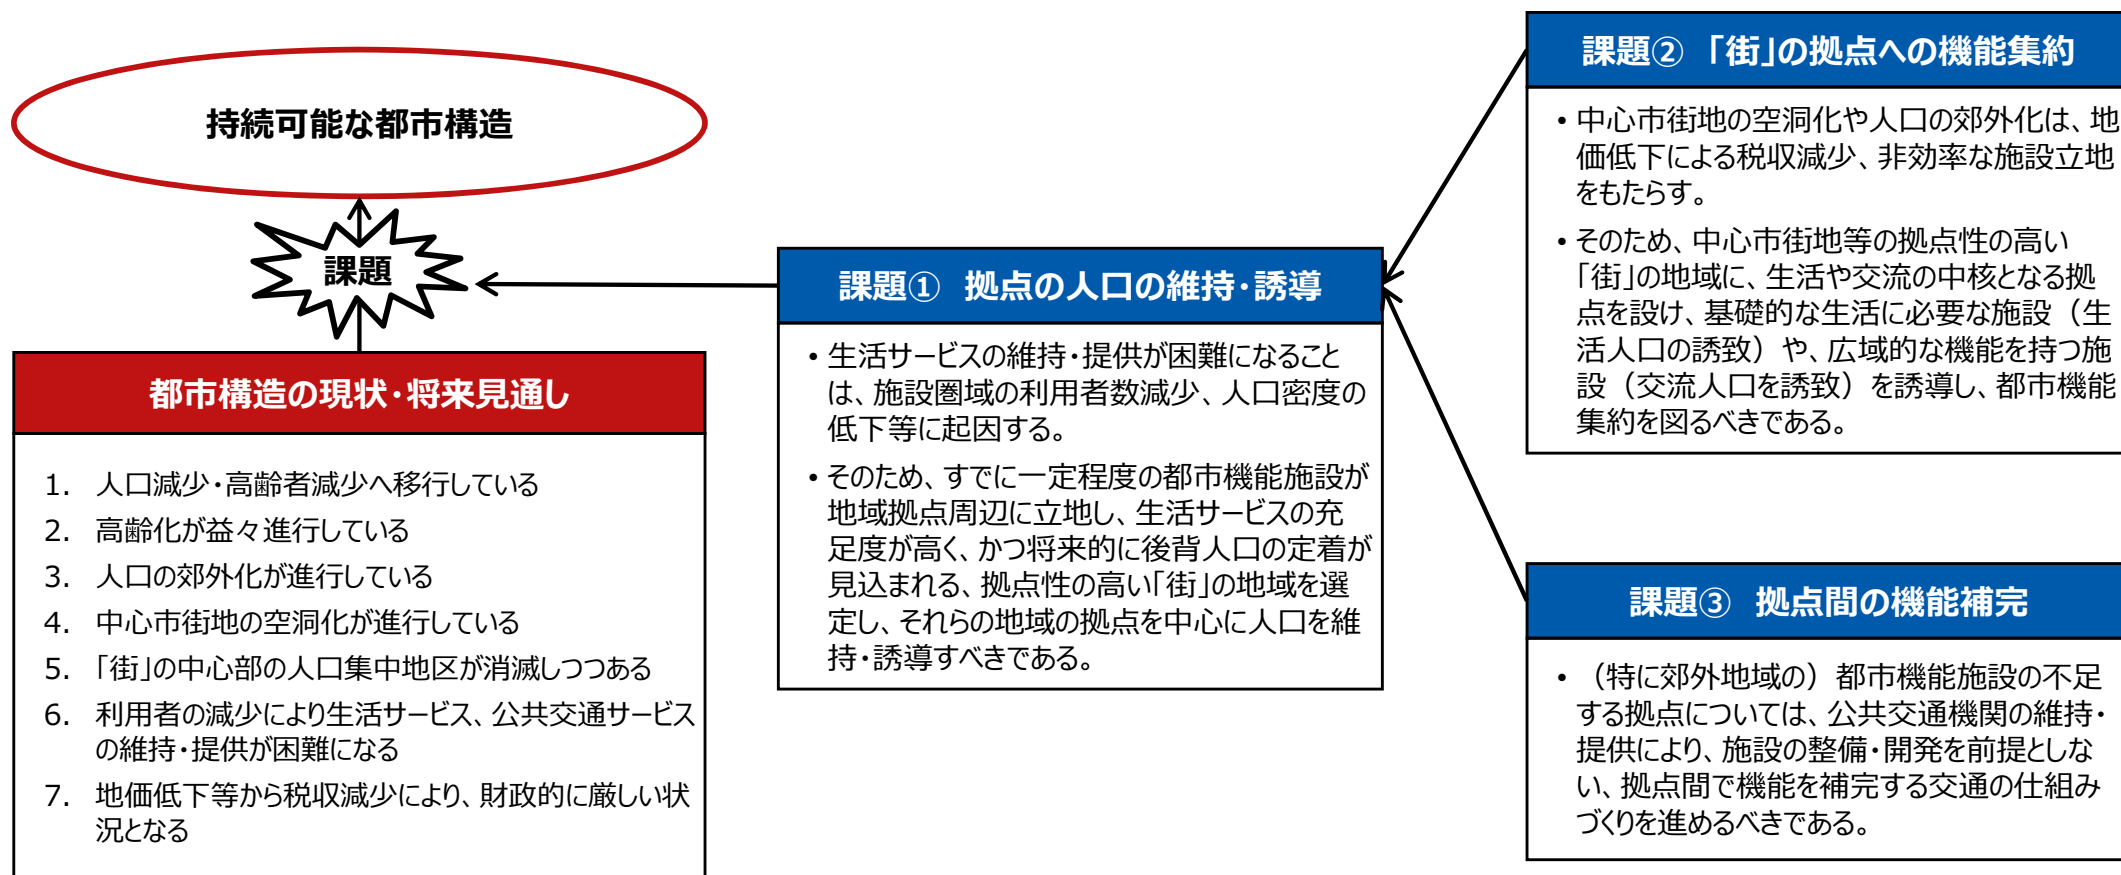 持続可能な都市構造
課題
都市構造の現状・将来見通し
1. 人口減少・高齢者減少へ移行している
2. 高齢化が益々進行している
3. 人口の郊外化が進行している
4. 中心市街地の空洞化が進行している
5. 「街」の中心部の人口集中地区が消滅しつつある
6. 利用者の減少により生活サービス、公共交通サービス
の維持・提供が困難になる
7. 地価低下等から税収減少により、財政的に厳しい状
況となる
課題① 拠点の人口の維持・誘導
• 生活サービスの維持・提供が困難になること
は、施設圏域の利用者数減少、人口密度の
低下等に起因する。
• そのため、すでに一定程度の都市機能施設が
地域拠点周辺に立地し、生活サービスの充
足度が高く、かつ将来的に後背人口の定着が
見込まれる、拠点性の高い「街」の地域を選
定し、それらの地域の拠点を中心に人口を維
持・誘導すべきである。
課題② 「街」の拠点への機能集約
• 中心市街地の空洞化や人口の郊外化は、地
価低下による税収減少、非効率な施設立地
をもたらす。
• そのため、中心市街地等の拠点性の高い
「街」の地域に、生活や交流の中核となる拠
点を設け、基礎的な生活に必要な施設（生
活人口の誘致）や、広域的な機能を持つ施
設（交流人口を誘致）を誘導し、都市機能
集約を図るべきである。
課題③ 拠点間の機能補完
• （特に郊外地域の）都市機能施設の不足
する拠点については、公共交通機関の維持・
提供により、施設の整備・開発を前提としな
い、拠点間で機能を補完する交通の仕組み
づくりを進めるべきである。